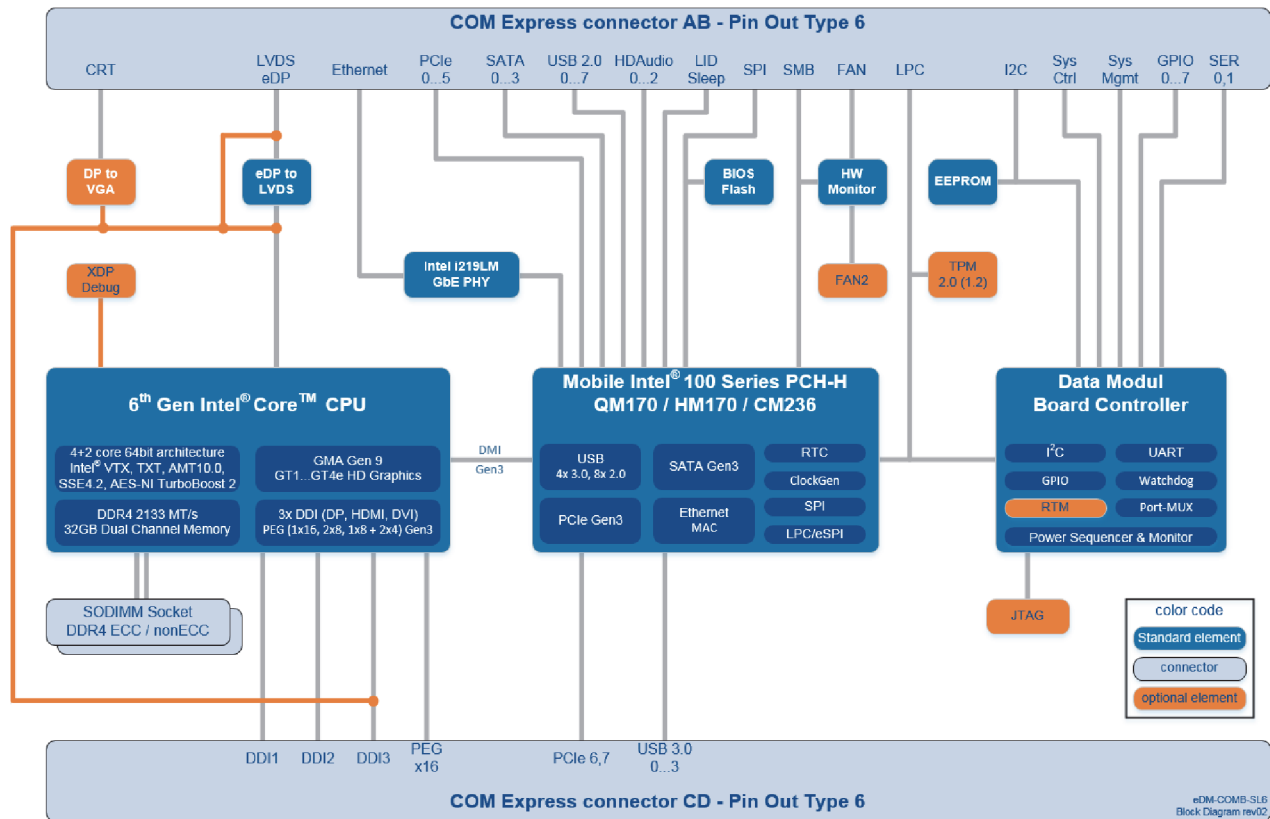 COM Express connector AB - Pin Out Type 6
CRT
LVDS
eDP
Ethernet
PCIe
0...5
SATA
0...3
USB 2.0
0...7
HDAudio
0...2
LID
Sleep
SPI
SMB
FAN
LPC
I2C
Sys
Ctrl
Sys
Mgmt
GPIO
0...7
SER
0,1
DP to
VGA
eDP to
LVDS
BIOS
Flash
HW
Monitor
EEPROM
XDP
Debug
Intel i219LM
GbE PHY
FAN2
TPM
2.0 (1.2)
6th Gen Intel® Core™ CPU
4+2 core 64bit architecture
Intel® VTX, TXT, AMT10.0,
SSE4.2, AES-NI TurboBoost 2
GMA Gen 9
GT1...GT4e HD Graphics
DDR4 2133 MT/s
32GB Dual Channel Memory
3x DDI (DP, HDMI, DVI)
PEG (1x16, 2x8, 1x8 + 2x4) Gen3
DMI
Gen3
Mobile Intel® 100 Series PCH-H
QM170 / HM170 / CM236
USB
4x 3.0, 8x 2.0
SATA Gen3
RTC
ClockGen
PCIe Gen3
Ethernet
MAC
SPI
LPC/eSPI
Data Modul
Board Controller
I²C
UART
GPIO
Watchdog
RTM
Port-MUX
Power Sequencer & Monitor
SODIMM Socket
DDR4 ECC / nonECC
JTAG
color code
Standard element
connector
optional element
DDI1
DDI2
DDI3
PEG
x16
PCIe 6,7
USB 3.0
0...3
COM Express connector CD - Pin Out Type 6
eDM-COMB-SL6
Block Diagram rev02